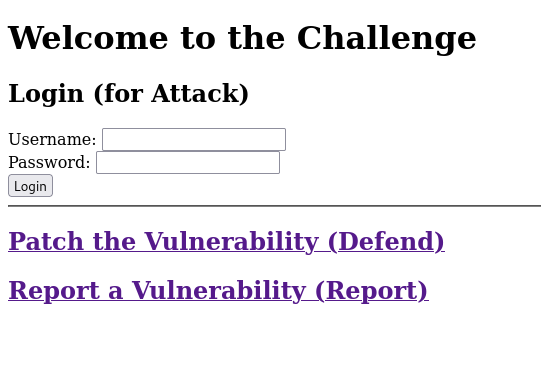 Welcome to the Challenge
Login (for Attack)
Username:
Password:
Login
Patch the Vulnerability (Defend)
Report a Vulnerability (Report)